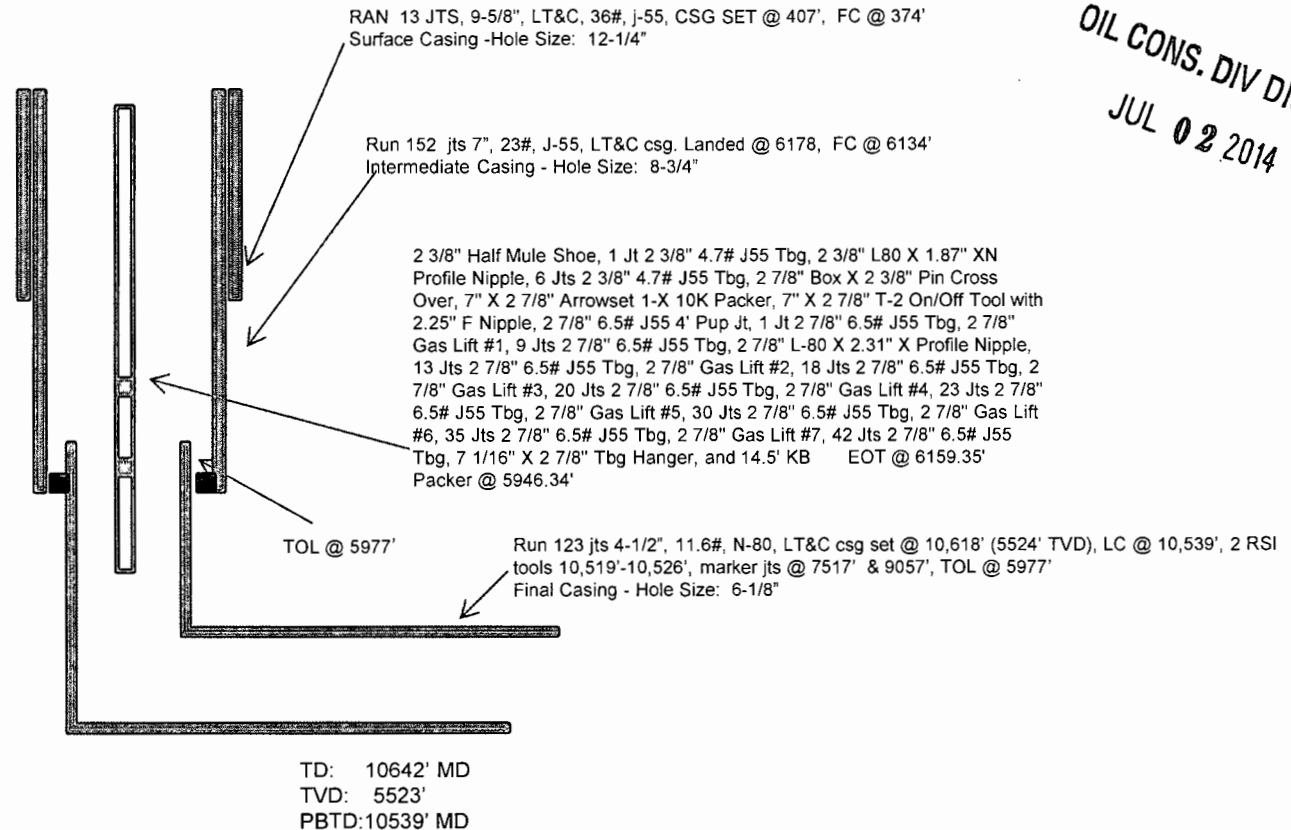 RAN 13 JTS, 9-5/8", LT&C, 36#, j-55, CSG SET @ 407', FC @ 374'
Surface Casing -Hole Size: 12-1/4"
OIL CONS. DIV
JUL 02 2014
Run 152 jts 7", 23#, J-55, LT&C csg. Landed @ 6178, FC @ 6134'
Intermediate Casing - Hole Size: 8-3/4"
2 3/8" Half Mule Shoe, 1 Jt 2 3/8" 4.7# J55 Tbg, 2 3/8" L80 X 1.87" XN
Profile Nipple, 6 Jts 2 3/8" 4.7# J55 Tbg, 2 7/8" Box X 2 3/8" Pin Cross
Over, 7" X 2 7/8" Arrowset 1-X 10K Packer, 7" X 2 7/8" T-2 On/Off Tool with
2.25" F Nipple, 2 7/8" 6.5# J55 4' Pup Jt, 1 Jt 2 7/8" 6.5# J55 Tbg, 2 7/8"
Gas Lift #1, 9 Jts 2 7/8" 6.5# J55 Tbg, 2 7/8" L-80 X 2.31" X Profile Nipple,
13 Jts 2 7/8" 6.5# J55 Tbg, 2 7/8" Gas Lift #2, 18 Jts 2 7/8" 6.5# J55 Tbg, 2
7/8" Gas Lift #3, 20 Jts 2 7/8" 6.5# J55 Tbg, 2 7/8" Gas Lift #4, 23 Jts 2 7/8"
6.5# J55 Tbg, 2 7/8" Gas Lift #5, 30 Jts 2 7/8" 6.5# J55 Tbg, 2 7/8" Gas Lift
#6, 35 Jts 2 7/8" 6.5# J55 Tbg, 2 7/8" Gas Lift #7, 42 Jts 2 7/8" 6.5# J55
Tbg, 7 1/16" X 2 7/8" Tbg Hanger, and 14.5' KB EOT @ 6159.35'
Packer @ 5946.34'
TOL @ 5977'
Run 123 jts 4-1/2", 11.6#, N-80, LT&C csg set @ 10,618' (5524' TVD), LC @ 10,539', 2 RSI
tools 10,519'-10,526', marker jts @ 7517' & 9057', TOL @ 5977'
Final Casing - Hole Size: 6-1/8"
TD: 10642' MD
TVD: 5523'
PBTD:10539' MD